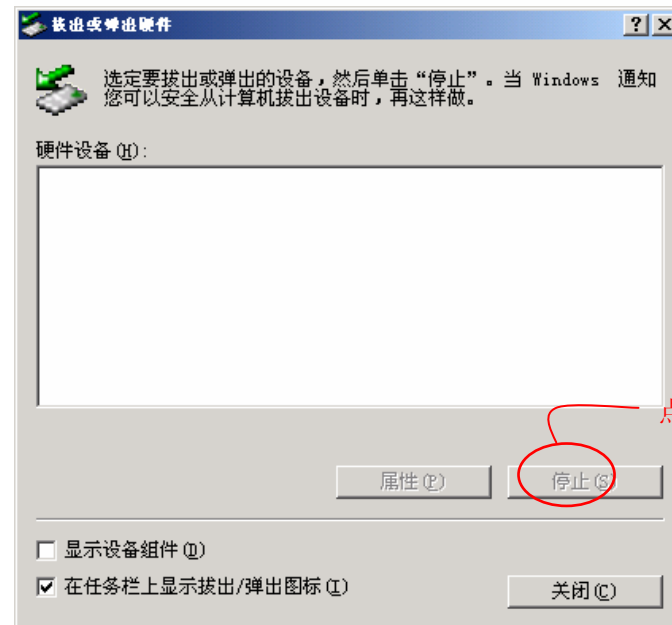 拔出或弹出硬件
选定要拔出或弹出的设备，然后单击“停止”。当 Windows 通知
您可以安全从计算机拔出设备时，再这样做。
硬件设备(H):
点
属性(P)
停止(S)
显示设备组件(D)
在任务栏上显示拔出/弹出图标(I)
关闭(C)